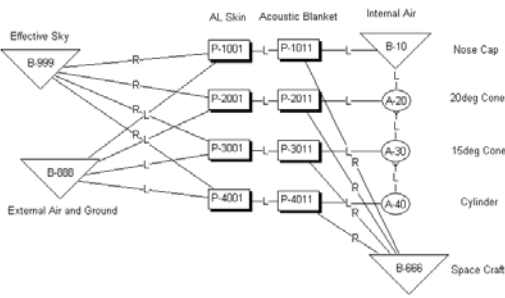 AL Skin Acoustic Blanket Internal Air
Effective Sky
B-999 P-1001 L P-1011 L B-10 Nose Cap
R
L
R P-2001 L P-2011 L A-20 20deg Cone
R L
R L
L P-3001 L P-3011 L A-30 15deg Cone
B-888 L R
L
R
L P-4001 L P-4011 L A-40 Cylinder
External Air and Ground
R
R
R
B-666 Space Craft